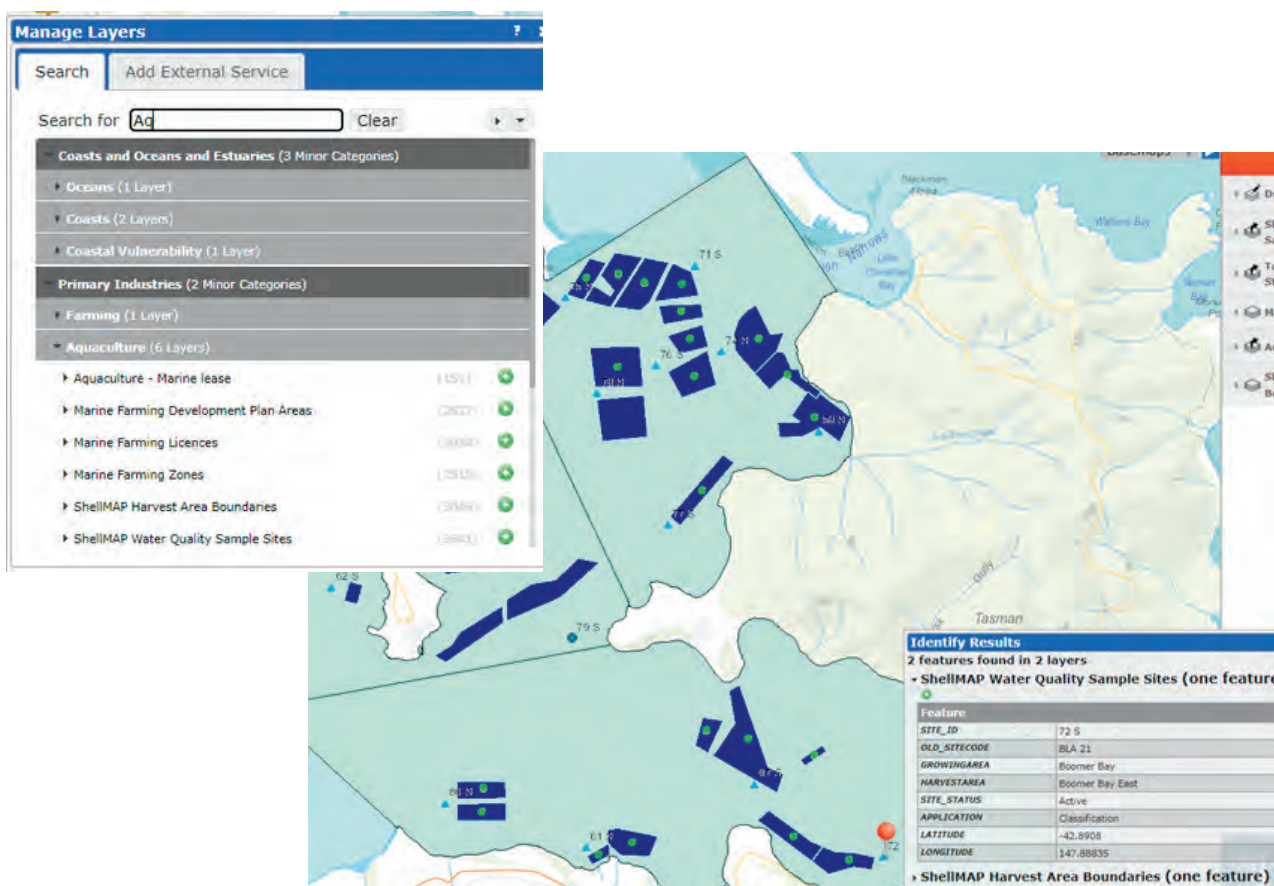 Manage Layers ?
Search Add External Service
Search for Aq Clear
Coasts and Oceans and Estuaries (3 Minor Categories)
Oceans (1 Layer)
Coasts (2 Layers)
Coastal Vulnerability (1 Layer)
Primary Industries (2 Minor Categories)
Farming (1 Layer)
Aquaculture (6 Layers)
Aquaculture - Marine lease
Marine Farming Development Plan Areas
Marine Farming Licences
Marine Farming Zones
ShellMAP Harvest Area Boundaries
ShellMAP Water Quality Sample Sites
Basemaps
71 S
76 S
77 S
62 S
79 S
61
72
Tasman
Gully
Identify Results
2 features found in 2 layers
ShellMAP Water Quality Sample Sites (one feature
Feature
SITE_ID 72 S
OLD_SITECODE BLA 21
GROWINGAREA Boomer Bay
HARVESTAREA Boomer Bay East
SITE_STATUS Active
APPLICATION Classification
LATITUDE -42.8908
LONGITUDE 147.88835
ShellMAP Harvest Area Boundaries (one feature)